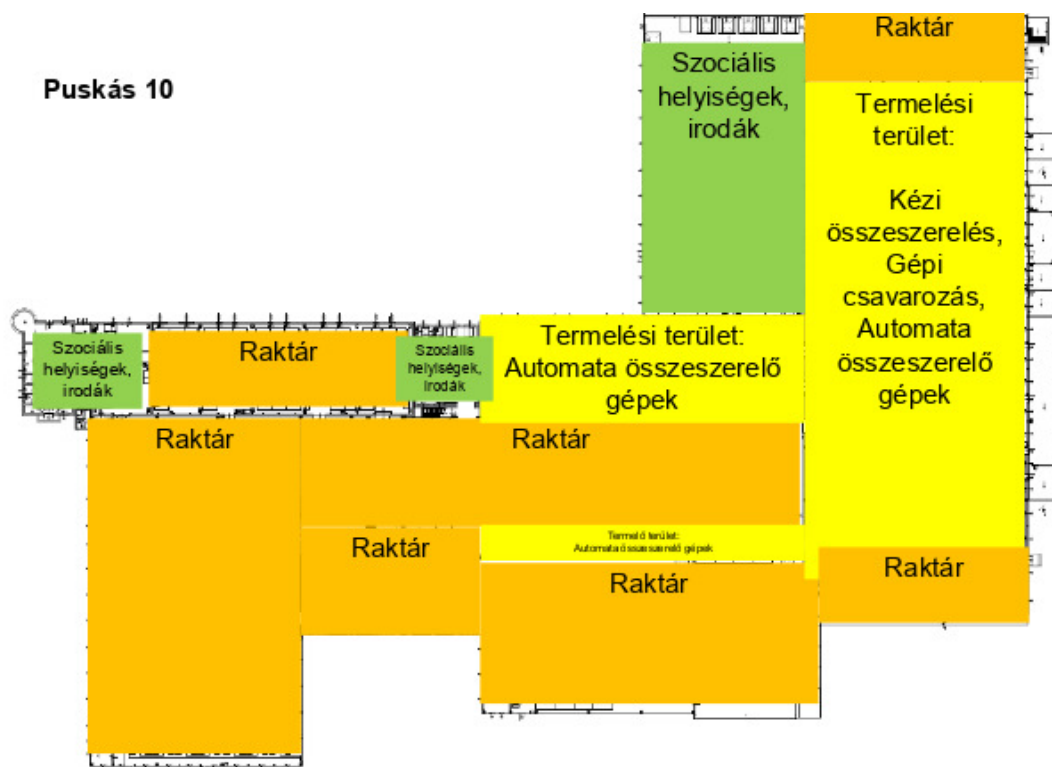 Puskás 10
Raktár
Szociális
helyiségek,
irodák
Termelési
terület:
Kézi
összeszerelés,
Gépi
csavarozás,
Automata
összeszerelő
gépek
Szociális
helyiségek,
irodák
Raktár
Szociális
helyiségek,
irodák
Termelési terület:
Automata összeszerelő
gépek
Raktár
Raktár
Raktár
Termelő terület:
Automata összeszerelő gépek
Raktár
Raktár